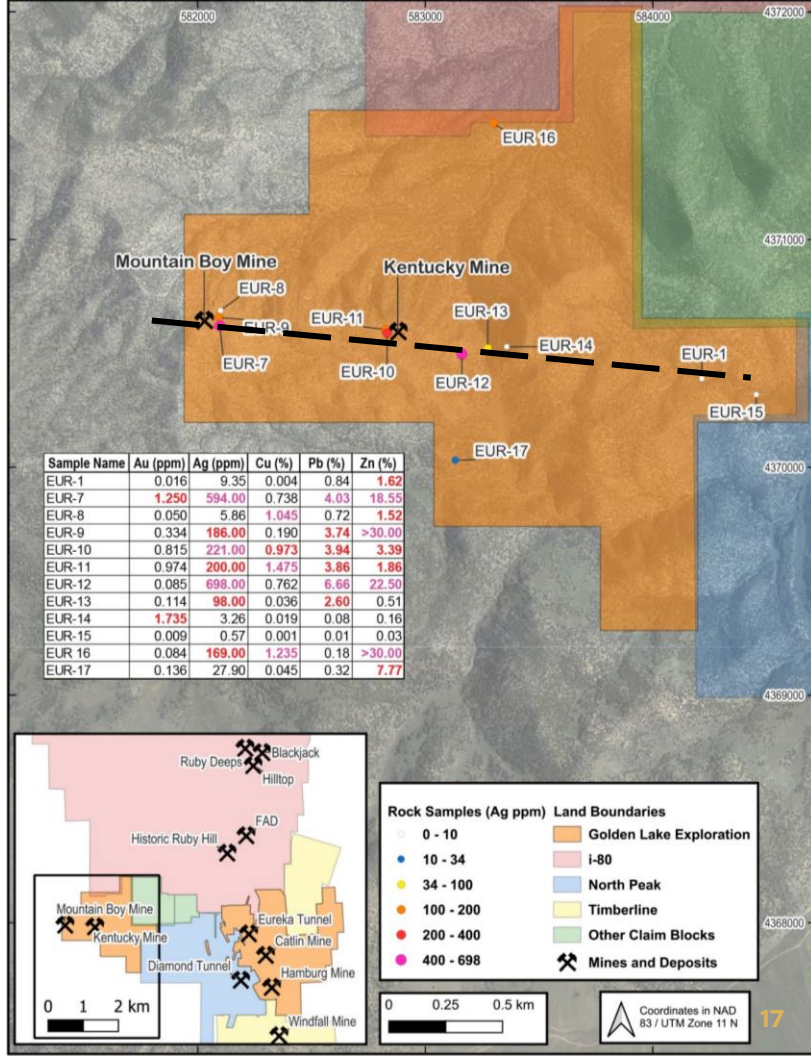 582000 583000 584000 4372000
EUR 16
4371000
Mountain Boy Mine
Kentucky Mine
EUR-8
EUR-13
EUR-11
EUR-9
EUR-14
EUR-1
EUR-7
EUR-10
EUR-12
EUR-15
EUR-17
4370000
Sample Name Au (ppm) Ag (ppm) Cu (%) Pb (%) Zn (%)
EUR-1 0.016 9.35 0.004 0.84 1.62
EUR-7 1.250 594.00 0.738 4.03 18.55
EUR-8 0.050 5.86 1.045 0.72 1.52
EUR-9 0.334 186.00 0.190 3.74 >30.00
EUR-10 0.815 221.00 0.973 3.94 3.39
EUR-11 0.974 200.00 1.475 3.86 1.86
EUR-12 0.085 698.00 0.762 6.66 22.50
EUR-13 0.114 98.00 0.036 2.60 0.51
EUR-14 1.735 3.26 0.019 0.08 0.16
EUR-15 0.009 0.57 0.001 0.01 0.03
EUR 16 0.084 169.00 1.235 0.18 >30.00
EUR-17 0.136 27.90 0.045 0.32 7.77
4369000
Blackjack
Ruby Deeps
Hilltop
FAD
Historic Ruby Hill
Mountain Boy Mine
Kentucky Mine
Eureka Tunnel
Catlin Mine
Diamond Tunnel
Hamburg Mine
Windfall Mine
0 1 2 km
Rock Samples (Ag ppm) Land Boundaries
0 - 10 Golden Lake Exploration
10 - 34 i-80
34 - 100 North Peak
100 - 200 Timberline
200 - 400 Other Claim Blocks
400 - 698 Mines and Deposits
4368000
0 0.25 0.5 km
Coordinates in NAD
83 / UTM Zone 11 N
17